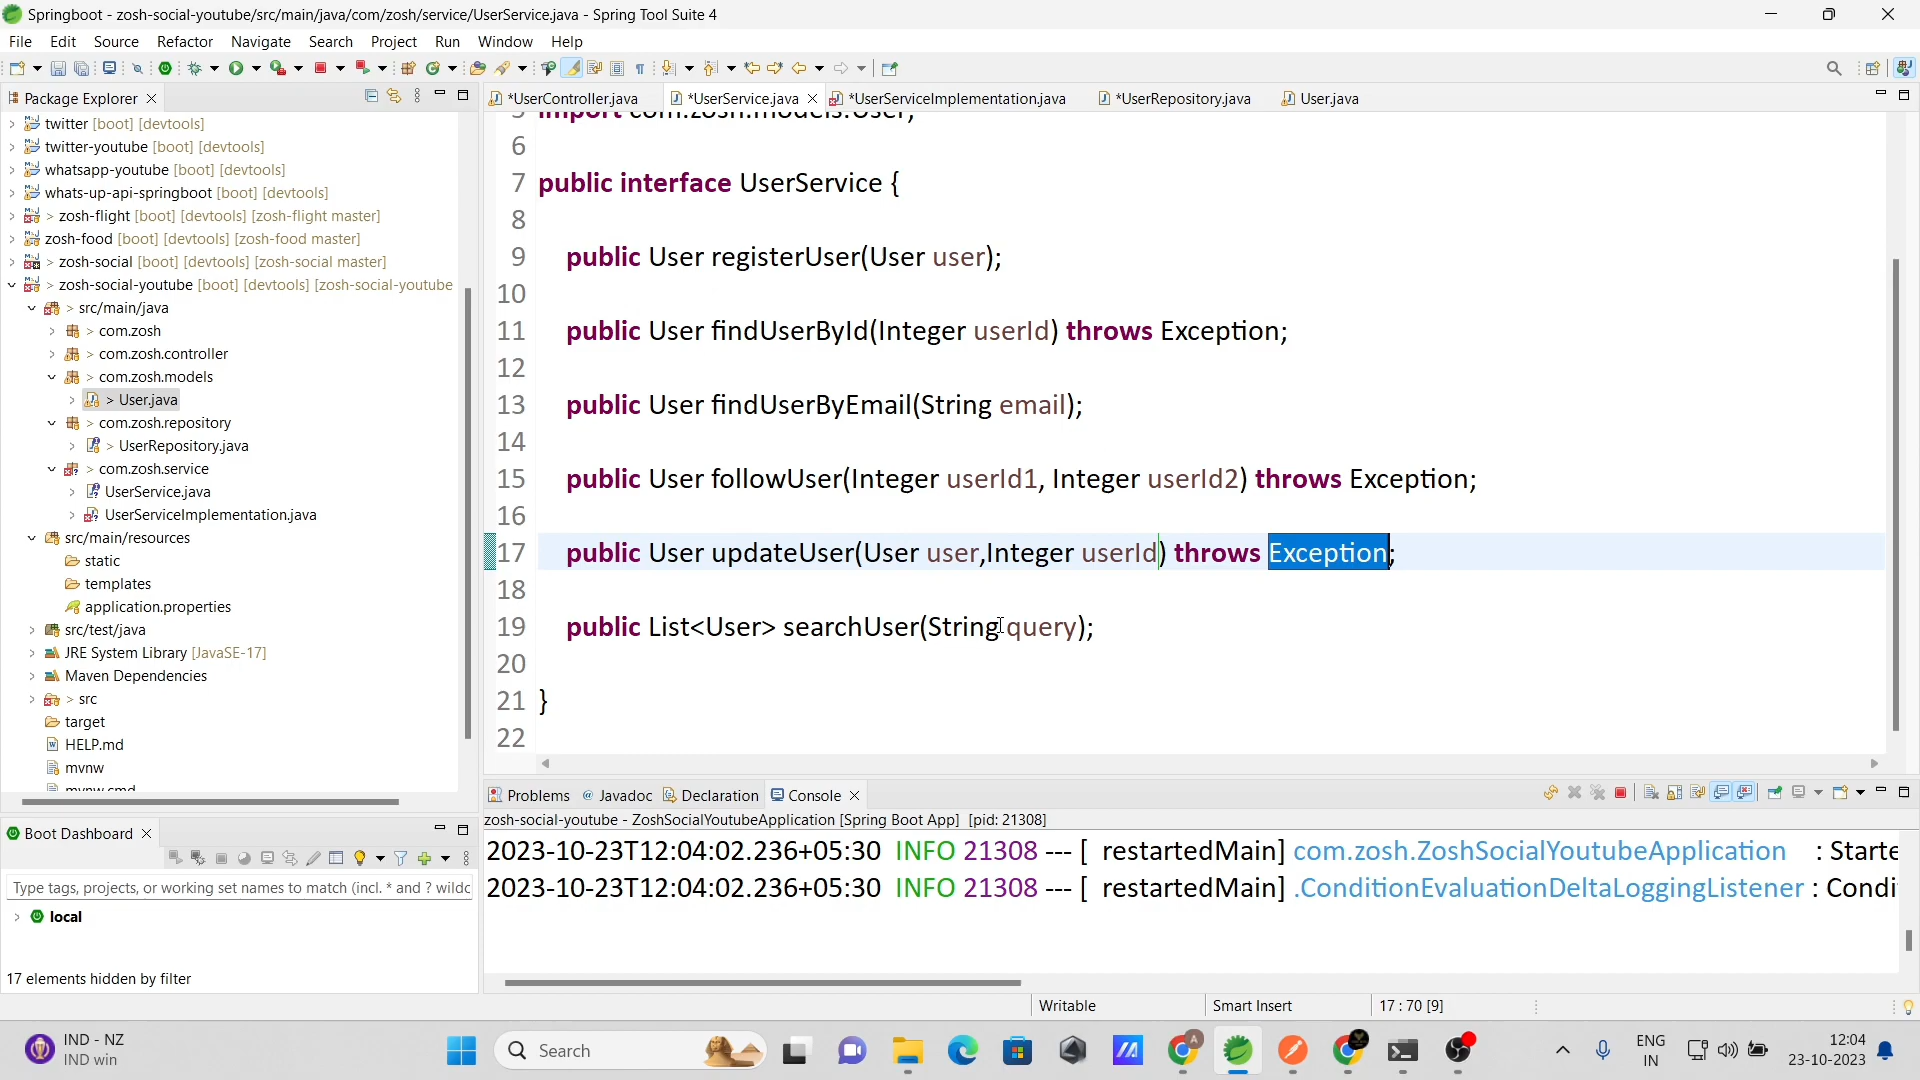 Springboot - zosh-social-youtube/src/main/java/com/zosh/service/UserService.java - Spring Tool Suite 4
File Edit Source Refactor Navigate Search Project Run Window Help
Package Explorer
*UserController.java
*UserService.java
*UserServiceImplementation.java
*UserRepository.java
User.java
twitter [boot] [devtools]
twitter-youtube [boot] [devtools]
whatsapp-youtube [boot] [devtools]
whats-up-api-springboot [boot] [devtools]
> zosh-flight [boot] [devtools] [zosh-flight master]
zosh-food [boot] [devtools] [zosh-food master]
> zosh-social [boot] [devtools] [zosh-social master]
> zosh-social-youtube [boot] [devtools] [zosh-social-youtube
> src/main/java
> com.zosh
> com.zosh.controller
> com.zosh.models
> User.java
> com.zosh.repository
> UserRepository.java
> com.zosh.service
UserService.java
UserServiceImplementation.java
src/main/resources
static
templates
application.properties
src/test/java
JRE System Library [JavaSE-17]
Maven Dependencies
> src
target
HELP.md
mvnw
mvnw.cmd
5 import com.zosh.models.User;
6
7 public interface UserService {
8
9 public User registerUser(User user);
10
11 public User findUserById(Integer userId) throws Exception;
12
13 public User findUserByEmail(String email);
14
15 public User followUser(Integer userId1, Integer userId2) throws Exception;
16
17 public User updateUser(User user,Integer userId) throws Exception;
18
19 public List<User> searchUser(String query);
20
21 }
22
Boot Dashboard
Type tags, projects, or working set names to match (incl. * and ? wildc
local
17 elements hidden by filter
Problems @ Javadoc Declaration Console
zosh-social-youtube - ZoshSocialYoutubeApplication [Spring Boot App] [pid: 21308]
2023-10-23T12:04:02.236+05:30 INFO 21308 --- [ restartedMain] com.zosh.ZoshSocialYoutubeApplication : Starte
2023-10-23T12:04:02.236+05:30 INFO 21308 --- [ restartedMain] .ConditionEvaluationDeltaLoggingListener : Condi
Writable
Smart Insert
17 : 70 [9]
IND - NZ
IND win
Search
ENG
IN
12:04
23-10-2023